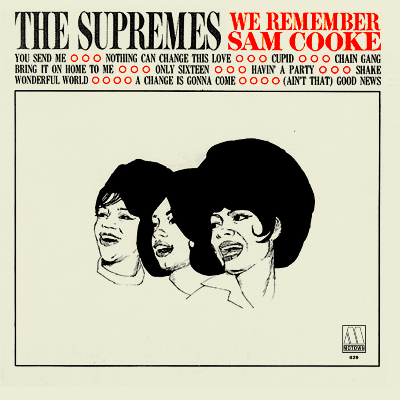 THE SUPREMES WE REMEMBER SAM COOKE
YOU SEND ME ○○○ NOTHING CAN CHANGE THIS LOVE ○○○ CUPID ○○○ CHAIN GANG
BRING IT ON HOME TO ME ○○○ ONLY SIXTEEN ○○○ HAVIN' A PARTY ○○○ SHAKE
WONDERFUL WORLD ○○○○ A CHANGE IS GONNA COME ○○○○ (AIN'T THAT) GOOD NEWS
M
MOTOWN
629